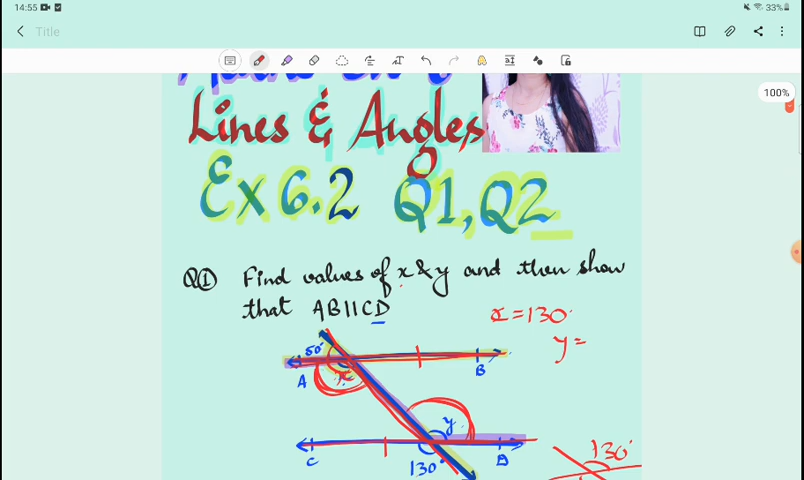 14:55
33%
Title
100%
Lines & Angles
Ex 6.2 Q1, Q2
Q① Find values of x & y and then show
that AB || CD
x = 130°
y =
50°
A
x
B
y
130°
C
130°
D